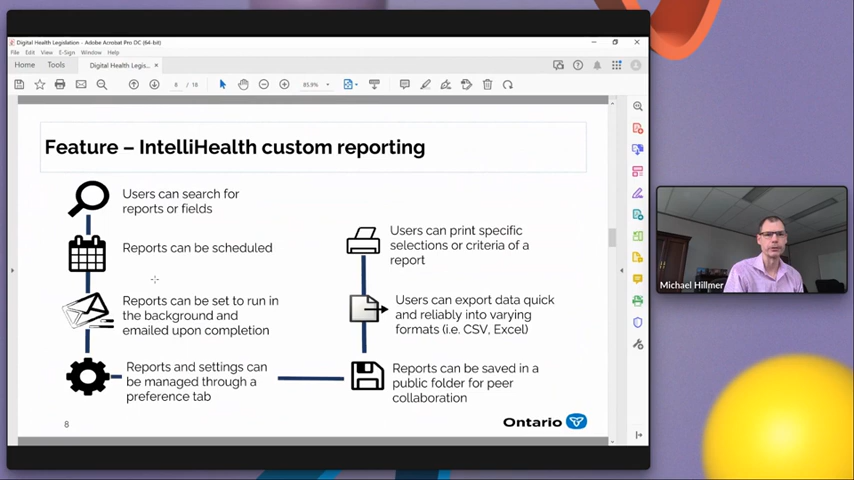 Digital Health Legislation - Adobe Acrobat Pro DC (64-bit)
File Edit View E-Sign Window Help
Home Tools Digital Health Legis... ×
8 / 18 85.9%
Feature – IntelliHealth custom reporting
Users can search for
reports or fields
Reports can be scheduled
Reports can be set to run in
the background and
emailed upon completion
Reports and settings can
be managed through a
preference tab
Users can print specific
selections or criteria of a
report
Users can export data quick
and reliably into varying
formats (i.e. CSV, Excel)
Reports can be saved in a
public folder for peer
collaboration
8
Ontario
Michael Hillmer